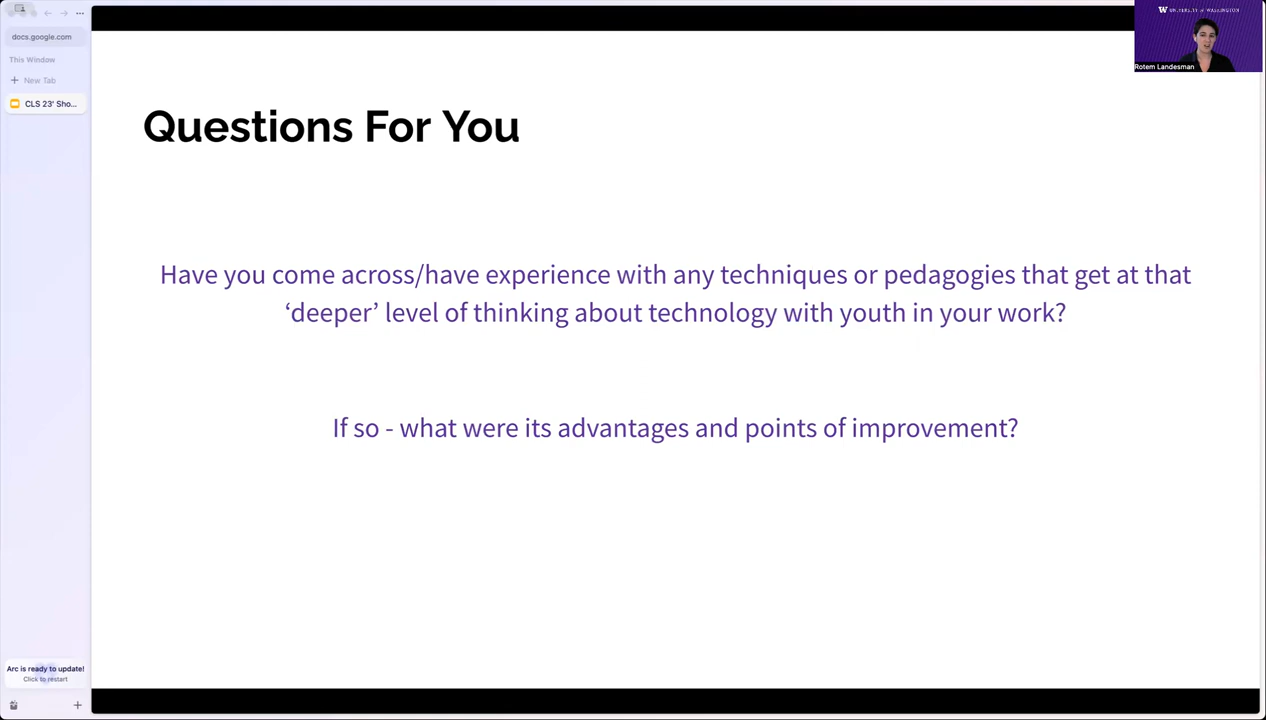 docs.google.com
This Window
New Tab
CLS 23' Sho...
Arc is ready to update!
Click to restart
Questions For You
Have you come across/have experience with any techniques or pedagogies that get at that
‘deeper’ level of thinking about technology with youth in your work?
If so - what were its advantages and points of improvement?
W UNIVERSITY of WASHINGTON
Rotem Landesman